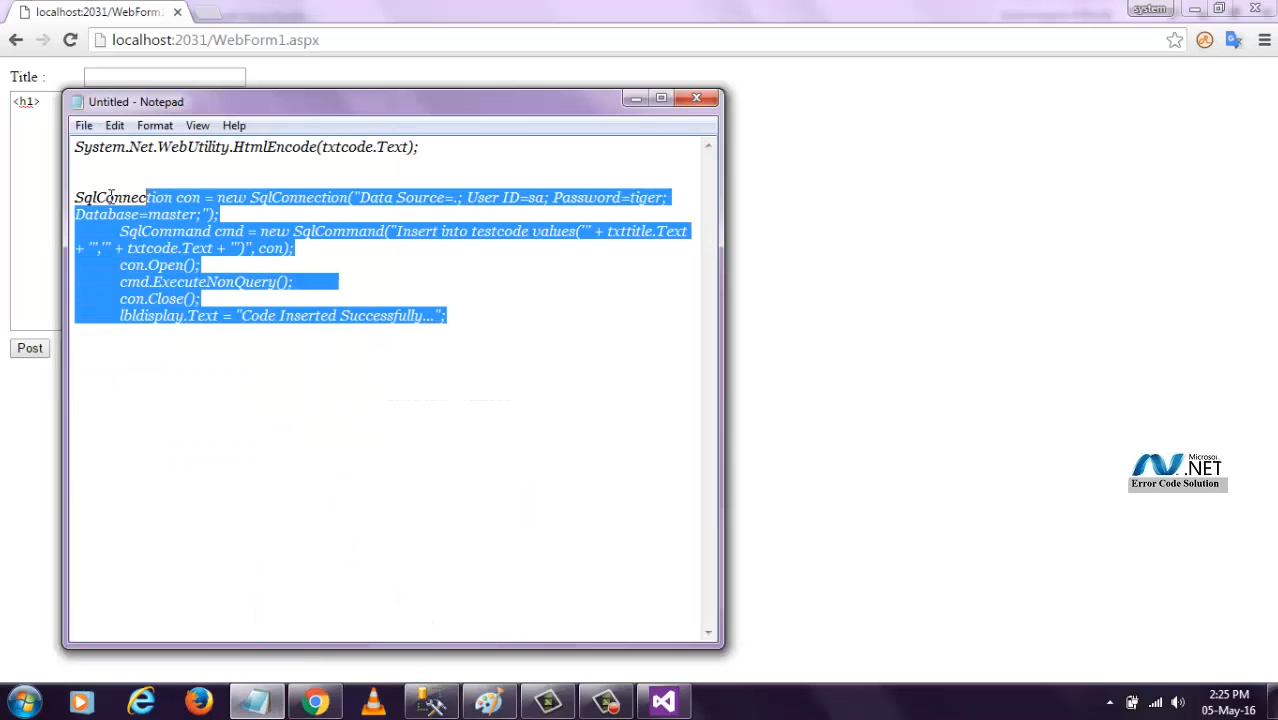 localhost:2031/WebForm1
system
localhost:2031/WebForm1.aspx
Title :
<h1>
Post
Untitled - Notepad
File Edit Format View Help
System.Net.WebUtility.HtmlEncode(txtcode.Text);
SqlConnection con = new SqlConnection("Data Source=.; User ID=sa; Password=tiger;
Database=master;");
SqlCommand cmd = new SqlCommand("Insert into testcode values('" + txttitle.Text
+ "','" + txtcode.Text + "')", con);
con.Open();
cmd.ExecuteNonQuery();
con.Close();
lbldisplay.Text = "Code Inserted Successfully...";
Microsof
.NET
Error Code Solution
2:25 PM
05-May-16